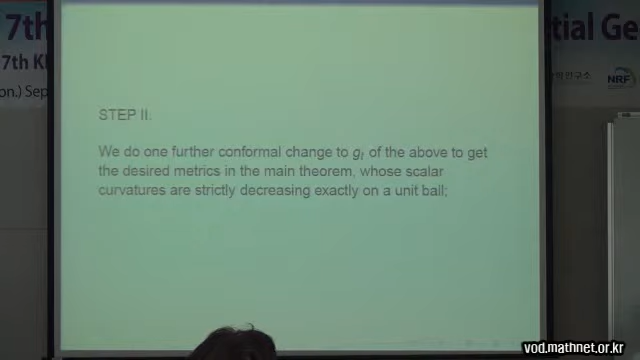 7th
tial Ge
7th K
on.) Sep
NRF
STEP II.
We do one further conformal change to gₜ of the above to get
the desired metrics in the main theorem, whose scalar
curvatures are strictly decreasing exactly on a unit ball;
vod.mathnet.or.kr